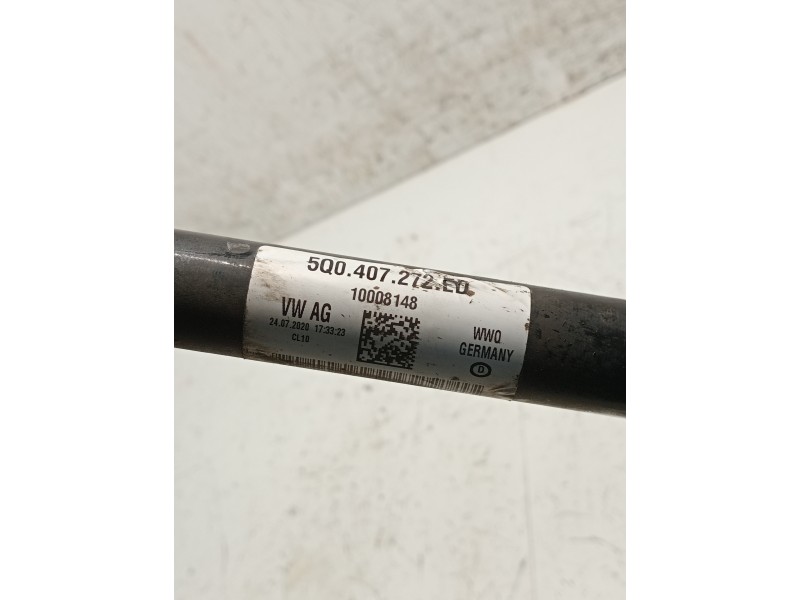 5Q0.407.272.ED
10008148
VW AG
24.07.2020 17:33:23
CL10
WWQ
GERMANY
D